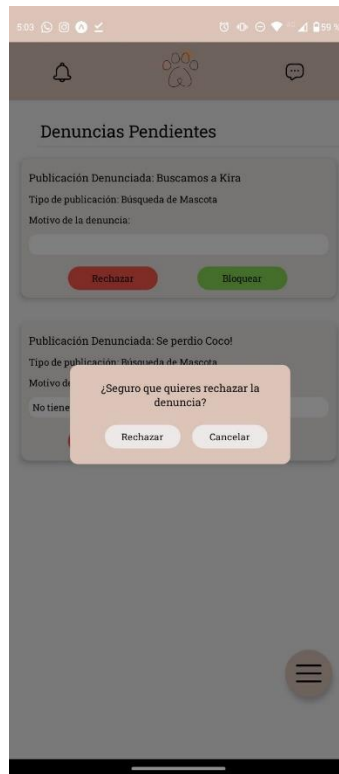 5:03 59 %
Denuncias Pendientes
Publicación Denunciada: Buscamos a Kira
Tipo de publicación: Búsqueda de Mascota
Motivo de la denuncia:
Rechazar Bloquear
Publicación Denunciada: Se perdio Coco!
Tipo de publicación: Búsqueda de Mascota
Motivo de
No tiene
¿Seguro que quieres rechazar la
denuncia?
Rechazar Cancelar